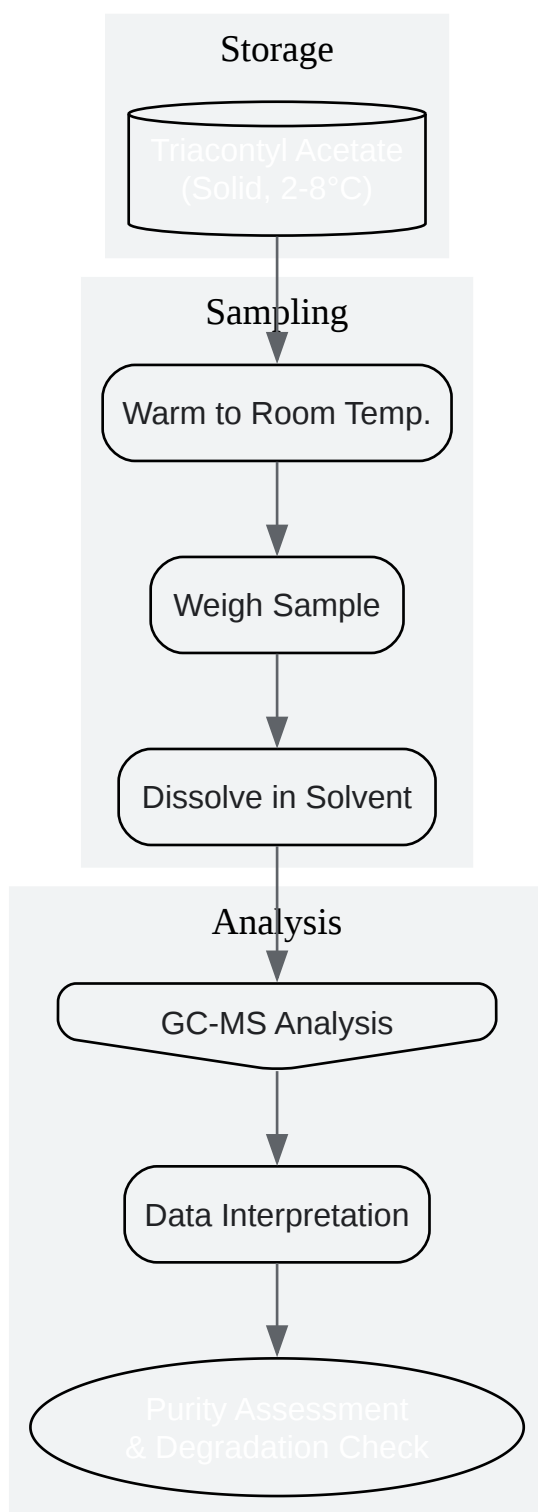 Storage
Triacontyl Acetate
(Solid, 2-8°C)
Sampling
Warm to Room Temp.
Weigh Sample
Dissolve in Solvent
Analysis
GC-MS Analysis
Data Interpretation
Purity Assessment
& Degradation Check